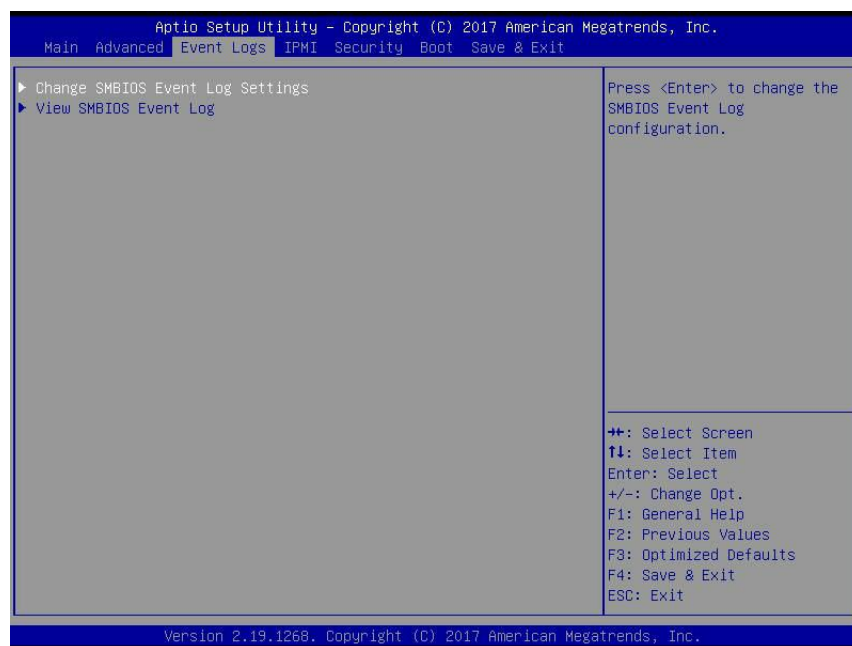 Aptio Setup Utility – Copyright (C) 2017 American Megatrends, Inc.
Main Advanced Event Logs IPMI Security Boot Save & Exit
▶ Change SMBIOS Event Log Settings
▶ View SMBIOS Event Log
Press <Enter> to change the
SMBIOS Event Log
configuration.
→←: Select Screen
↑↓: Select Item
Enter: Select
+/-: Change Opt.
F1: General Help
F2: Previous Values
F3: Optimized Defaults
F4: Save & Exit
ESC: Exit
Version 2.19.1268. Copyright (C) 2017 American Megatrends, Inc.